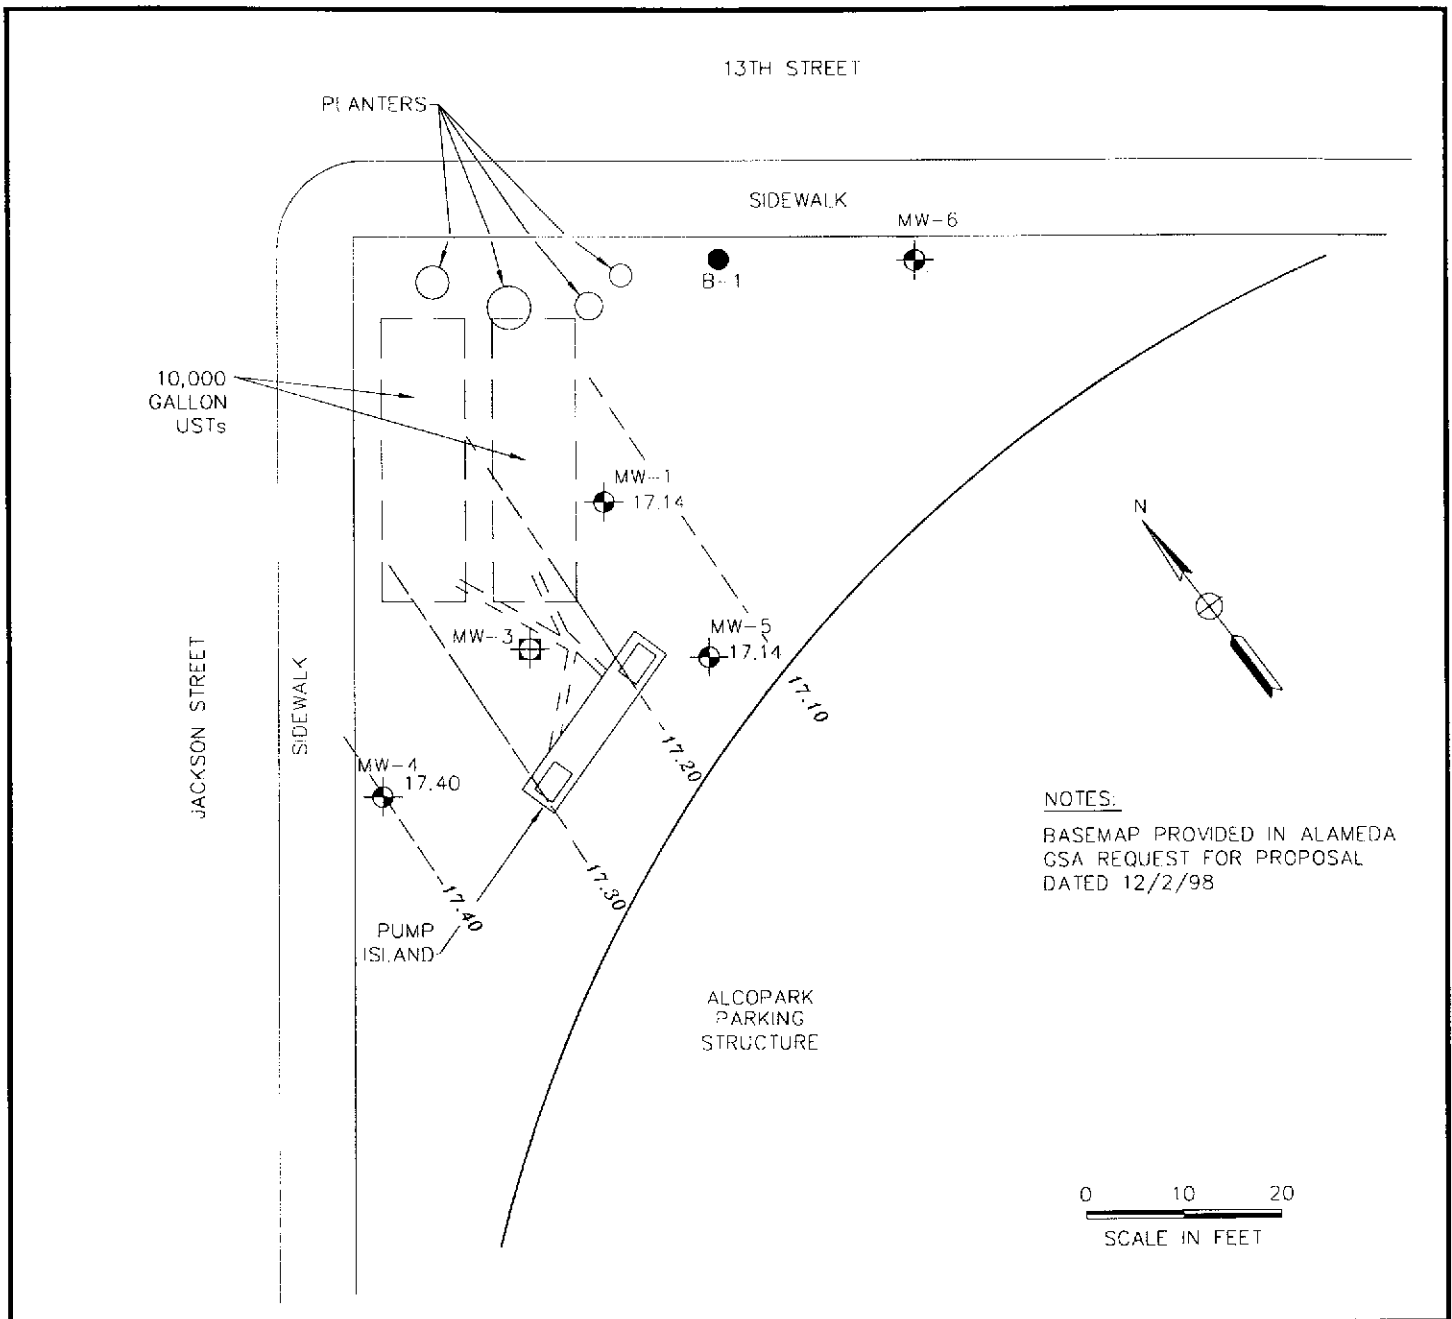 13TH STREET
PLANTERS
SIDEWALK
MW-6
B-1
10,000
GALLON
USTs
MW-1
17.14
N
MW-3
MW-5
17.14
JACKSON STREET
SIDEWALK
17.10
17.20
MW-4
17.40
17.30
17.40
PUMP
ISLAND
NOTES:
BASEMAP PROVIDED IN ALAMEDA
GSA REQUEST FOR PROPOSAL
DATED 12/2/98
ALCOPARK
PARKING
STRUCTURE
0 10 20
SCALE IN FEET